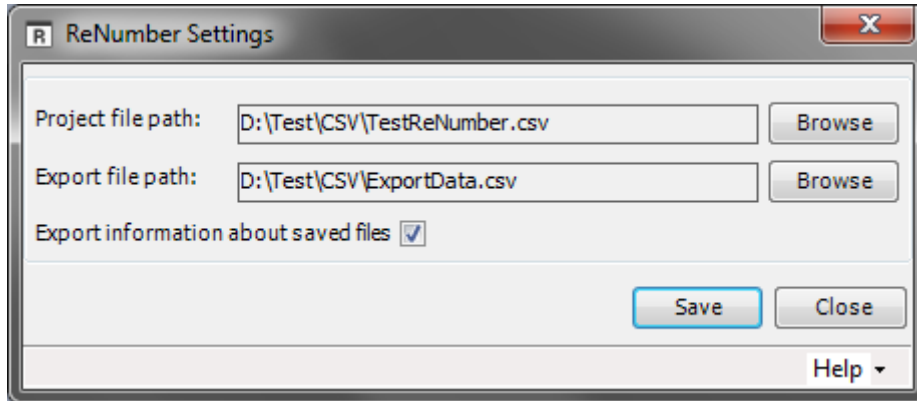 R ReNumber Settings X
Project file path: D:\Test\CSV\TestReNumber.csv Browse
Export file path: D:\Test\CSV\ExportData.csv Browse
Export information about saved files
Save Close
Help